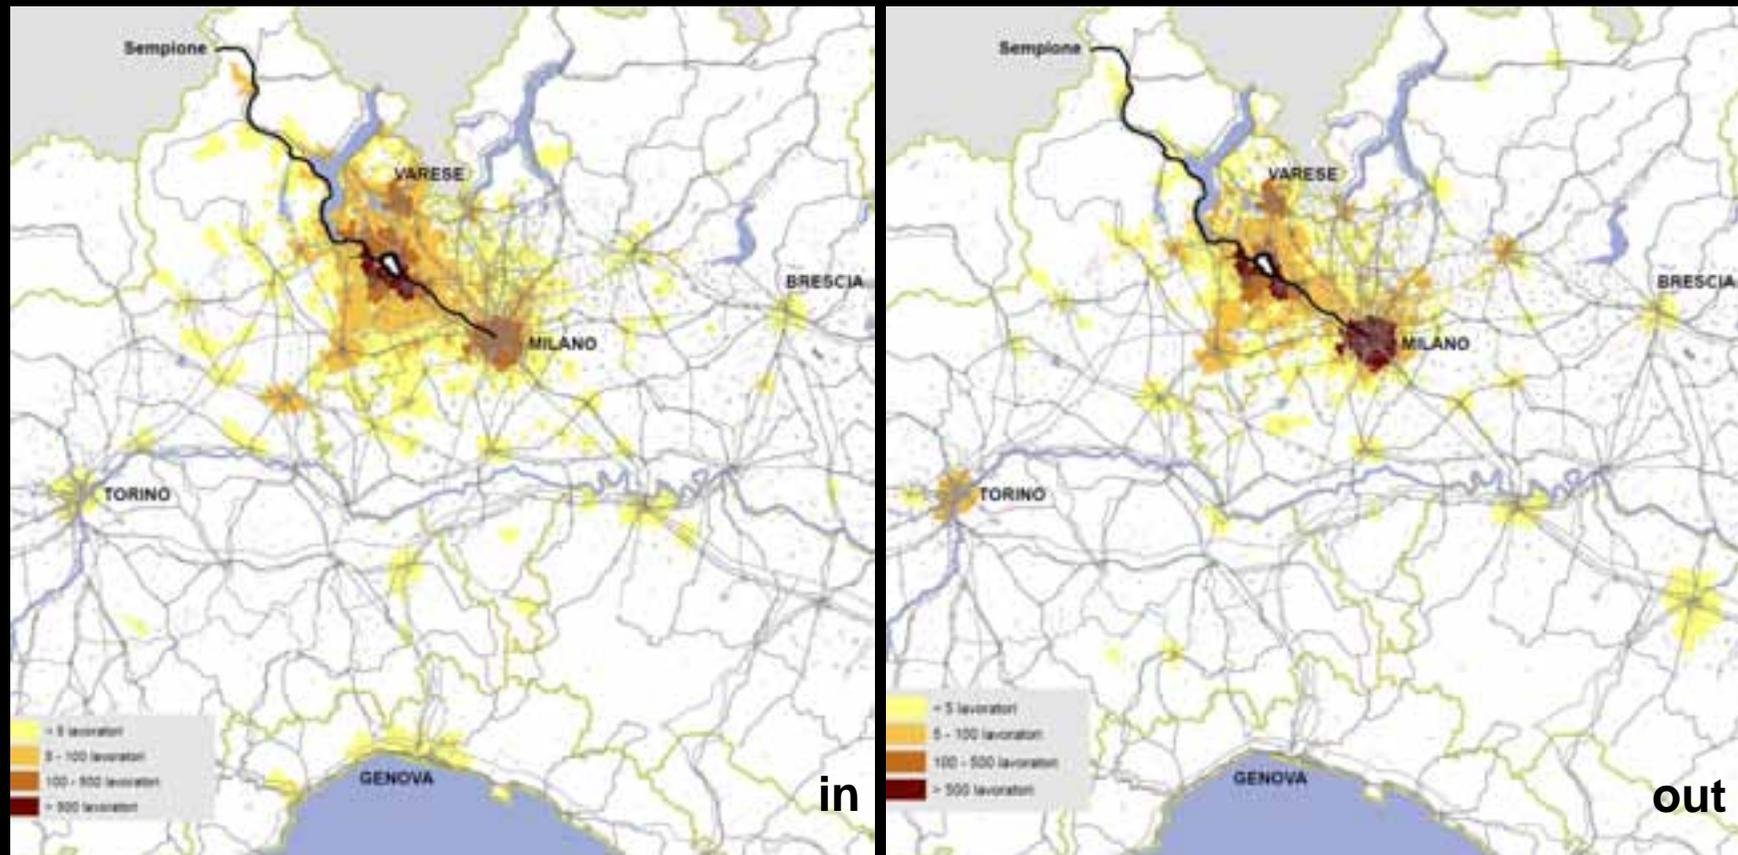 Sempione
VARESE
BRESCIA
MILANO
TORINO
GENOVA
< 5 lavoratori
5 - 100 lavoratori
100 - 500 lavoratori
> 500 lavoratori
in
Sempione
VARESE
BRESCIA
MILANO
TORINO
GENOVA
< 5 lavoratori
5 - 100 lavoratori
100 - 500 lavoratori
> 500 lavoratori
out